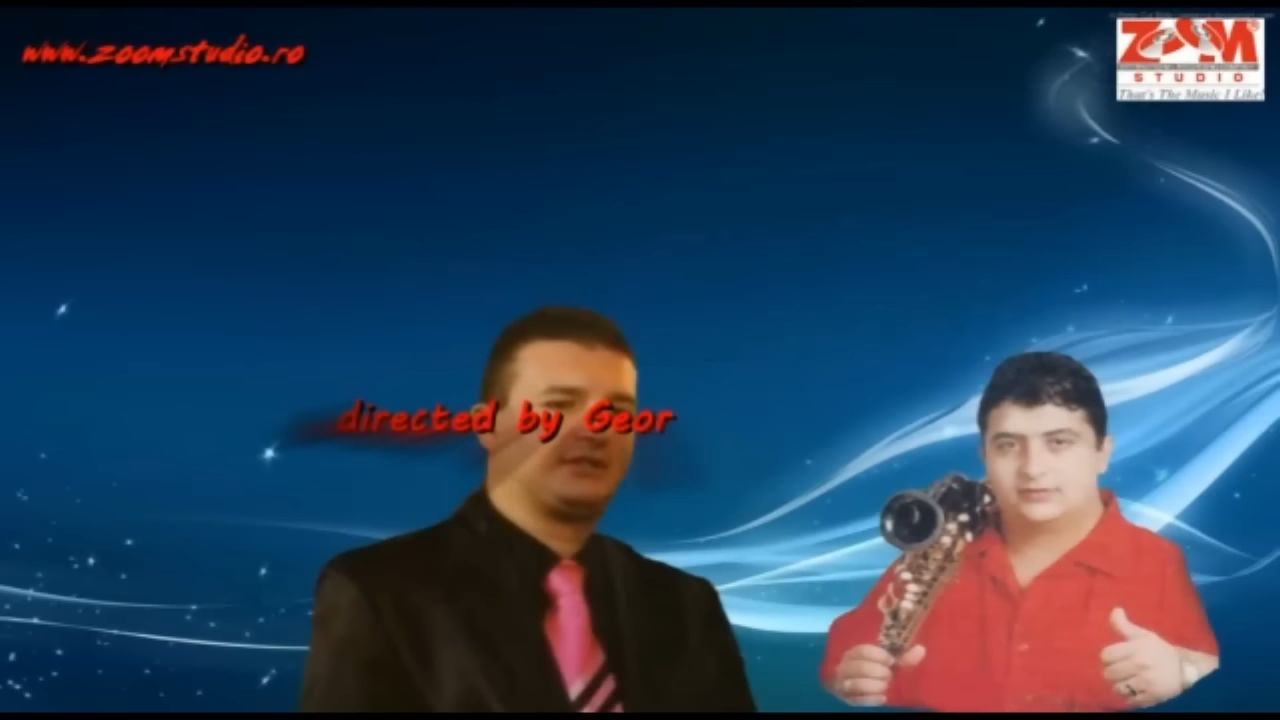 www.zoomstudio.ro
ZOOM
STUDIO
That's The Music I Like!
directed by Geor